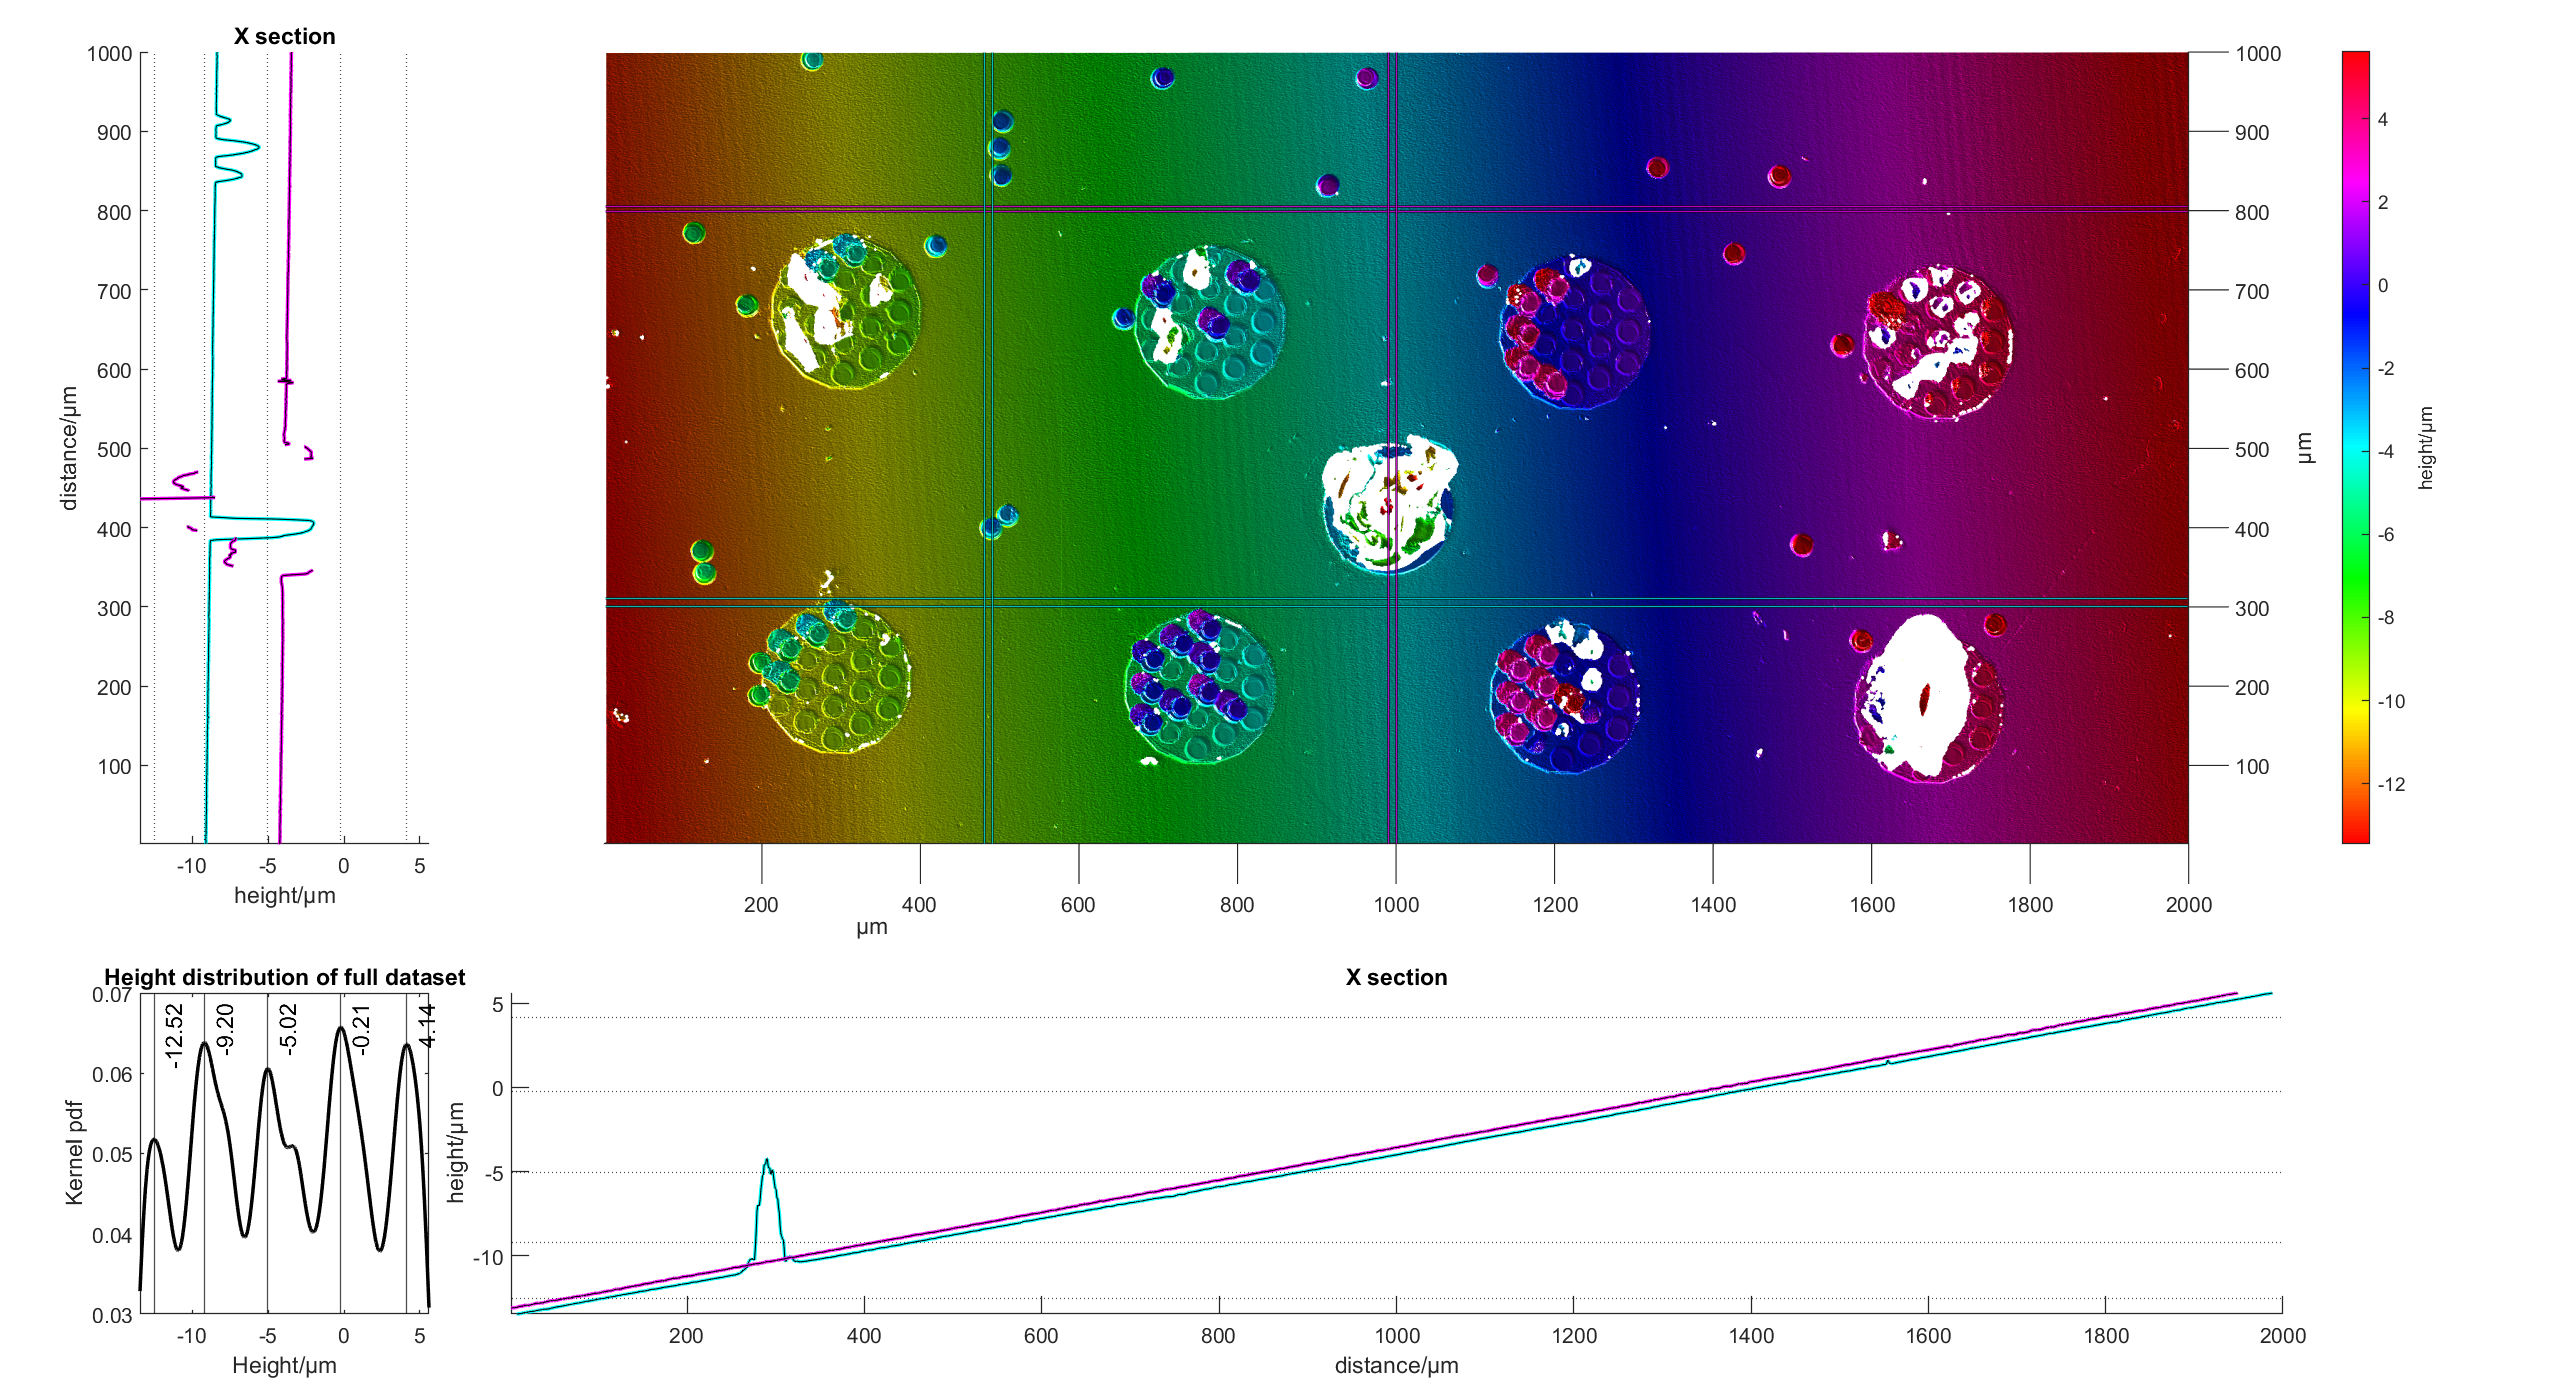 X section
1000
900
800
700
600
500
400
300
200
100
distance/µm
-10 -5 0 5
height/µm
1000
900
800
700
600
500
400
300
200
100
µm
200 400 600 800 1000 1200 1400 1600 1800 2000
µm
4
2
0
-2
-4
-6
-8
-10
-12
height/µm
Height distribution of full dataset
0.07
0.06
0.05
0.04
0.03
Kernel pdf
-12.52
-9.20
-5.02
-0.21
4.14
-10 -5 0 5
Height/µm
X section
5
0
-5
-10
height/µm
200 400 600 800 1000 1200 1400 1600 1800 2000
distance/µm